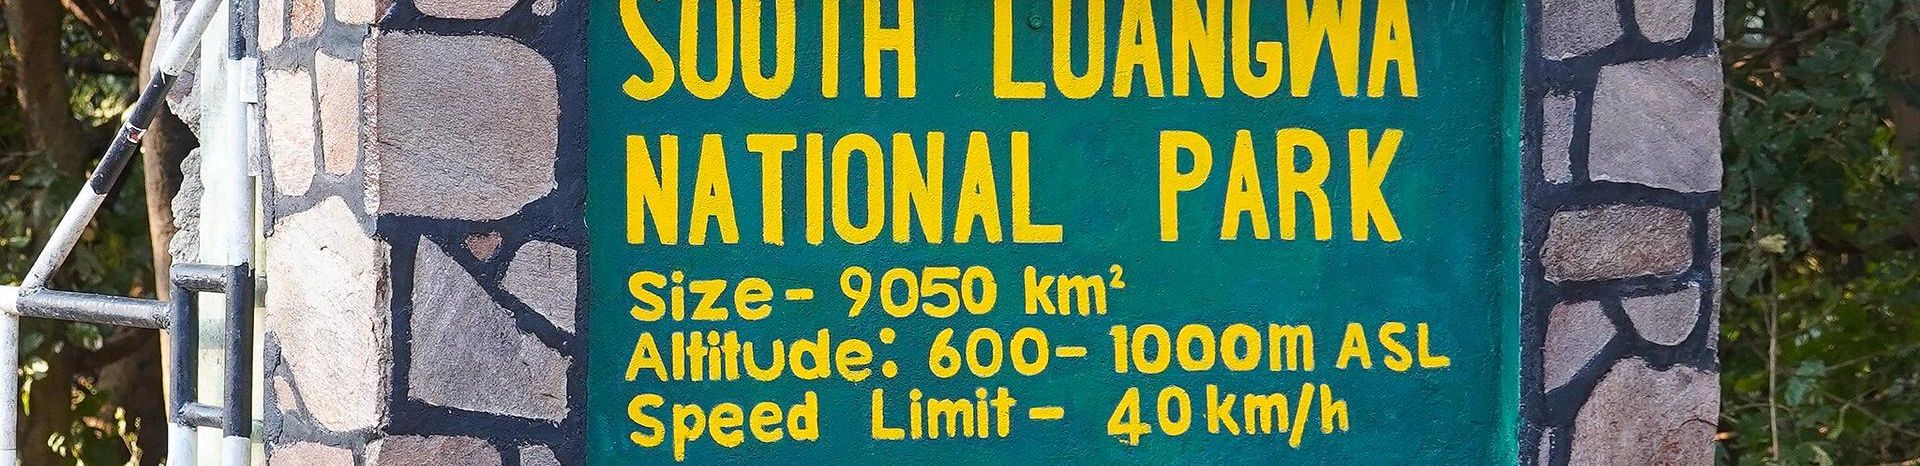 SOUTH LUANGWA
NATIONAL PARK
Size - 9050 km²
Altitude: 600 - 1000m ASL
Speed Limit - 40km/h